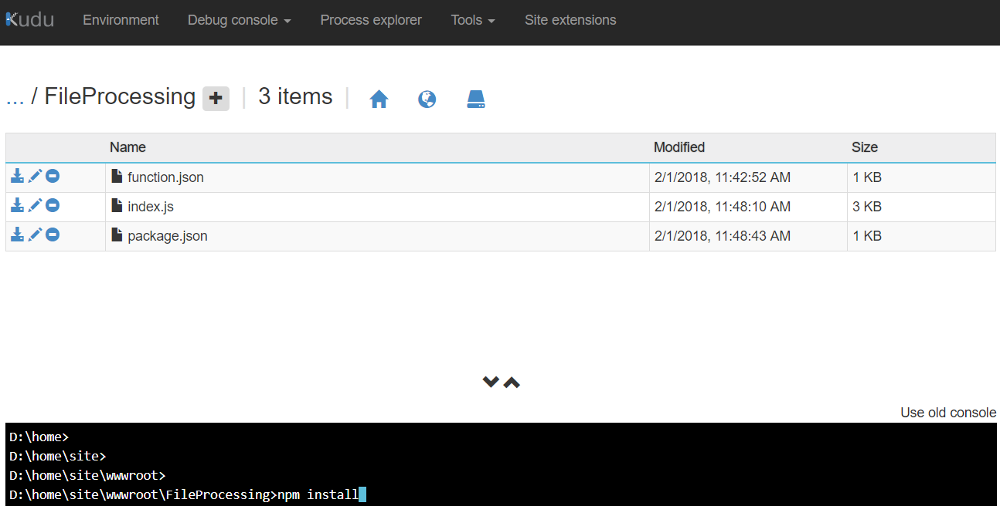 Kudu Environment Debug console Process explorer Tools Site extensions
... / FileProcessing | 3 items |
Name Modified Size
function.json 2/1/2018, 11:42:52 AM 1 KB
index.js 2/1/2018, 11:48:10 AM 3 KB
package.json 2/1/2018, 11:48:43 AM 1 KB
Use old console
D:\home>
D:\home\site>
D:\home\site\wwwroot>
D:\home\site\wwwroot\FileProcessing>npm install